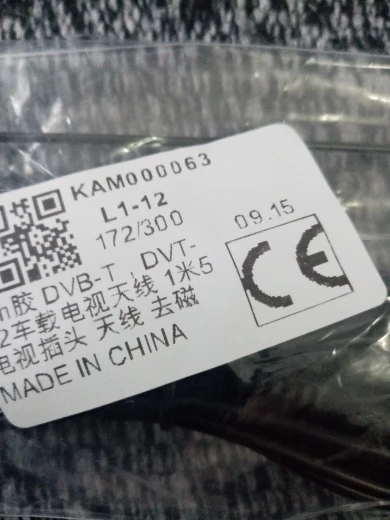 KAM000063
L1-12
172/300
09.15
胶 DVB-T, DVT-
2车载电视天线 1米5
电视插头 天线 去磁
MADE IN CHINA
CE